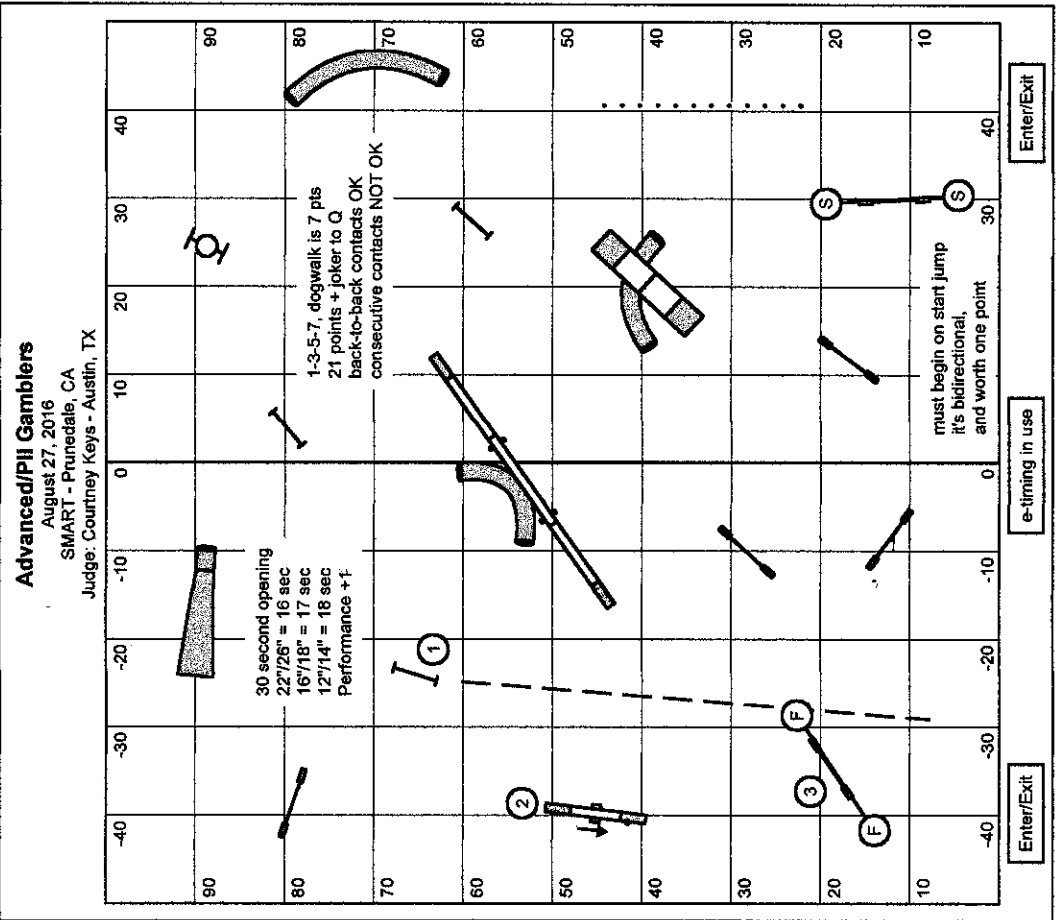 Advanced/PII Gamblers
August 27, 2016
SMART - Prunedale, CA
Judge: Courtney Keys - Austin, TX
-40
-30
-20
-10
0
10
20
30
40
90
90
80
80
30 second opening
22"/26" = 16 sec
16"/18" = 17 sec
12"/14" = 18 sec
Performance +1
1-3-5-7, dogwalk is 7 pts
21 points + joker to Q
back-to-back contacts OK
consecutive contacts NOT OK
70
70
1
60
60
2
50
50
40
40
30
30
F
3
F
S
S
20
20
must begin on start jump
it's bidirectional,
and worth one point
10
10
-40
-30
-20
-10
0
10
20
30
40
Enter/Exit
e-timing in use
Enter/Exit